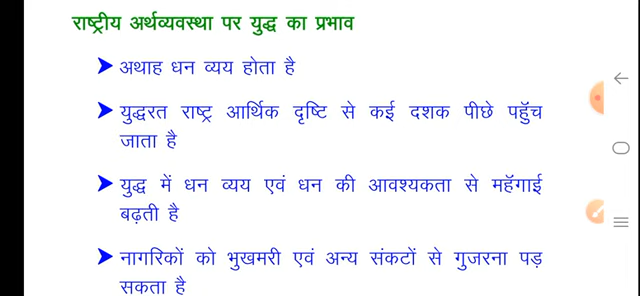 राष्ट्रीय अर्थव्यवस्था पर युद्ध का प्रभाव
➤ अथाह धन व्यय होता है
➤ युद्धरत राष्ट्र आर्थिक दृष्टि से कई दशक पीछे पहुॅंच
जाता है
➤ युद्ध में धन व्यय एवं धन की आवश्यकता से महॅगाई
बढ़ती है
➤ नागरिकों को भुखमरी एवं अन्य संकटों से गुजरना पड़
सकता है